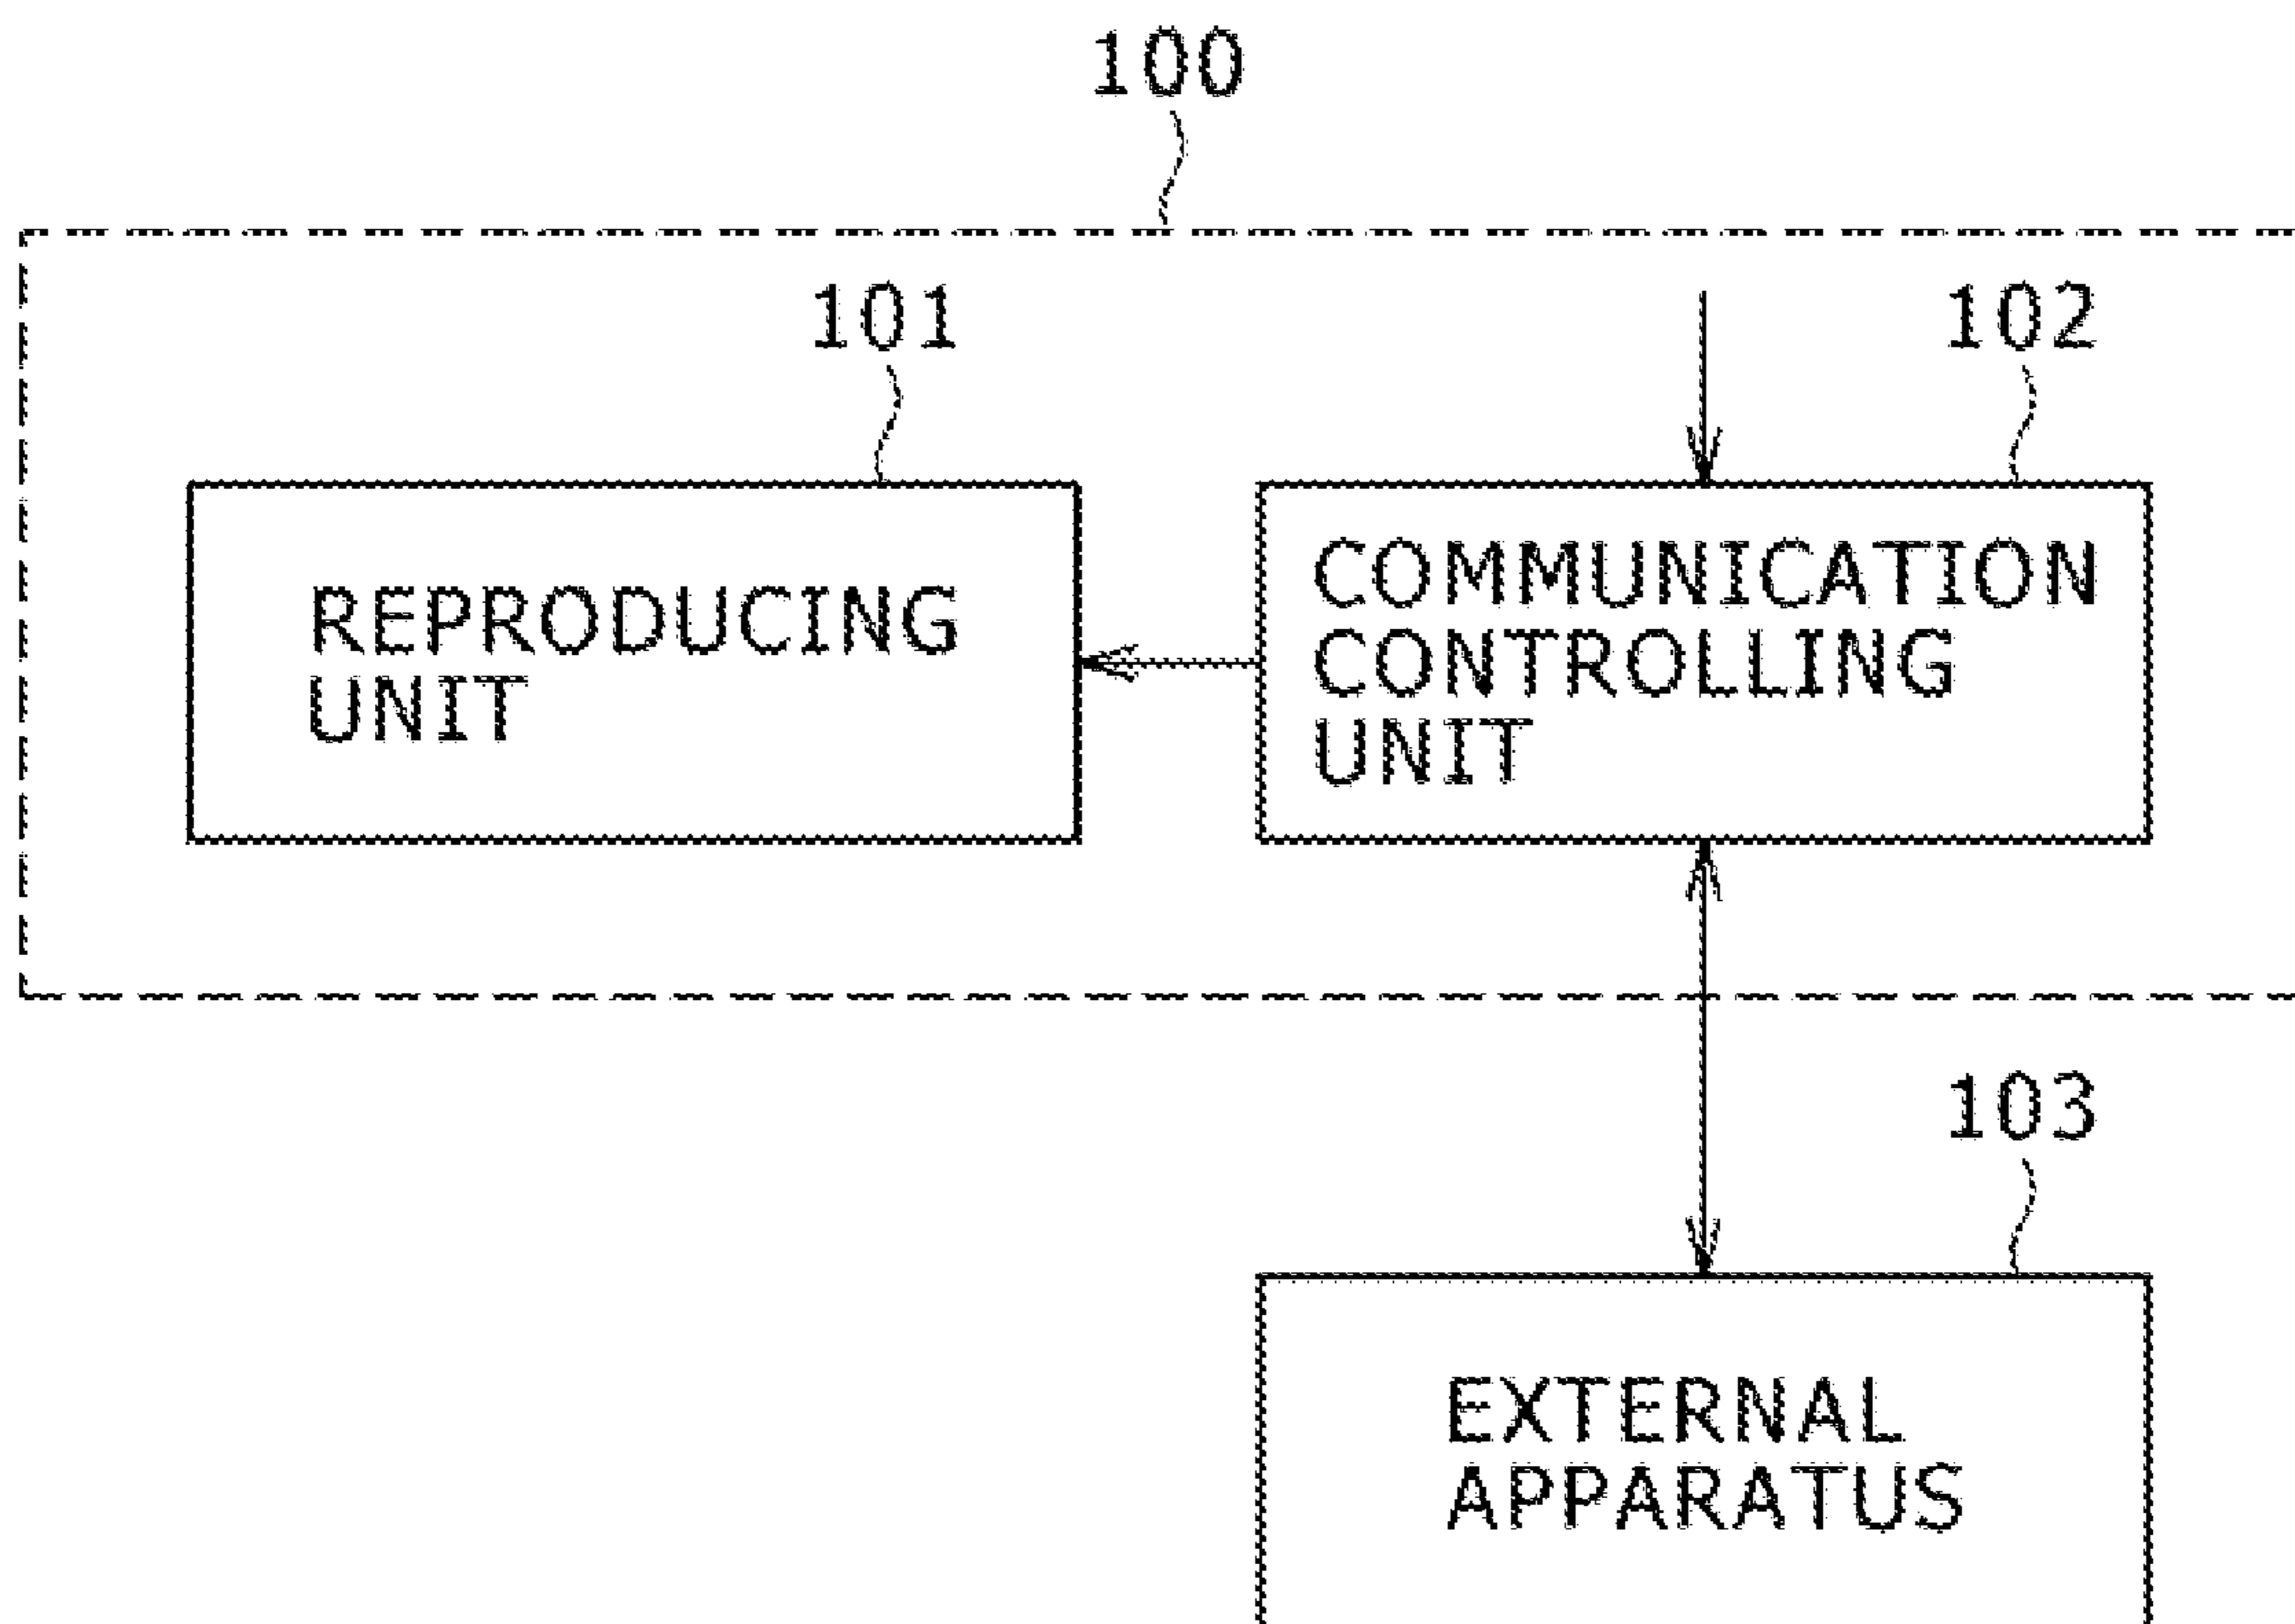 100
101
102
REPRODUCING
UNIT
COMMUNICATION
CONTROLLING
UNIT
103
EXTERNAL
APPARATUS